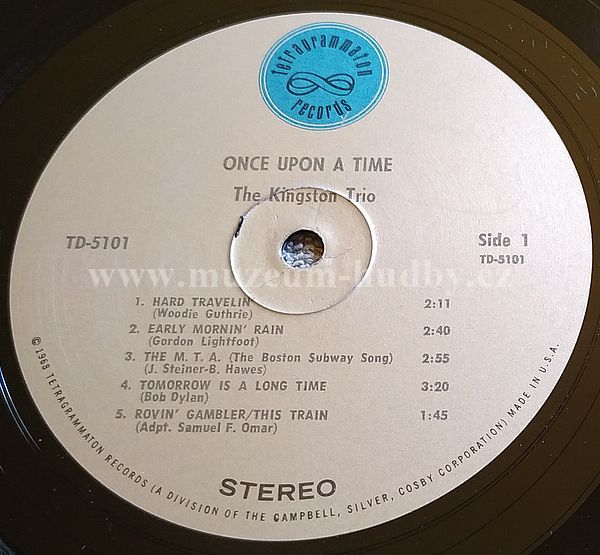 tetragrammaton
records
ONCE UPON A TIME
The Kingston Trio
TD-5101
Side 1
TD-5101
www.muzeum-hudby.cz
1. HARD TRAVELIN' 2:11
(Woodie Guthrie)
2. EARLY MORNIN' RAIN 2:40
(Gordon Lightfoot)
3. THE M. T. A. (The Boston Subway Song) 2:55
(J. Steiner-B. Hawes)
4. TOMORROW IS A LONG TIME 3:20
(Bob Dylan)
5. ROVIN' GAMBLER/THIS TRAIN 1:45
(Adpt. Samuel F. Omar)
STEREO
© 1968 TETRAGRAMMATON RECORDS (A DIVISION OF THE CAMPBELL, SILVER, COSBY CORPORATION) MADE IN U.S.A.